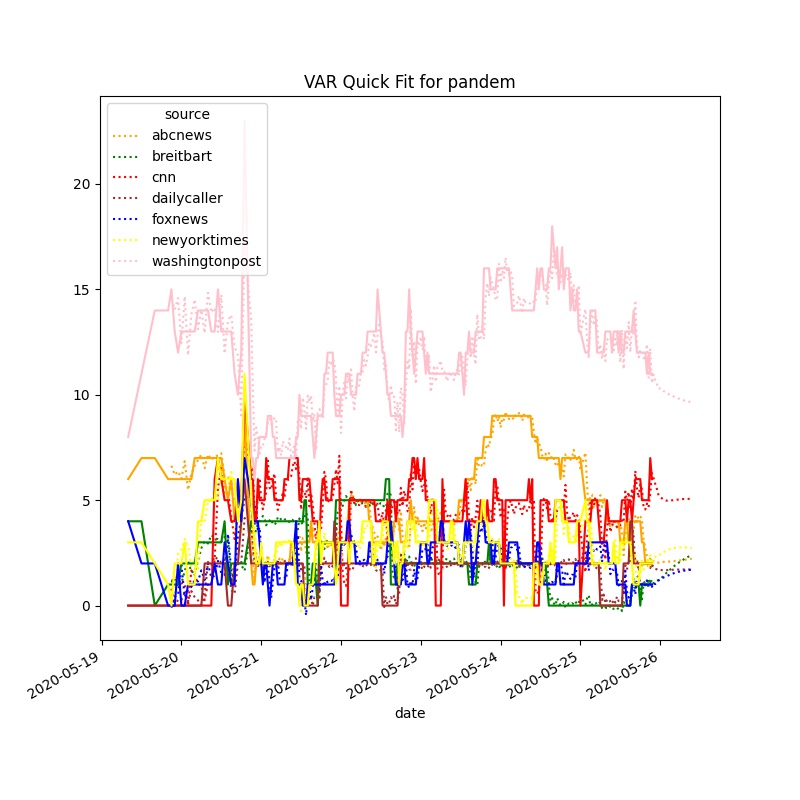 VAR Quick Fit for pandem
source
abcnews
breitbart
cnn
dailycaller
foxnews
newyorktimes
washingtonpost
20
15
10
5
0
2020-05-19
2020-05-20
2020-05-21
2020-05-22
2020-05-23
2020-05-24
2020-05-25
2020-05-26
date